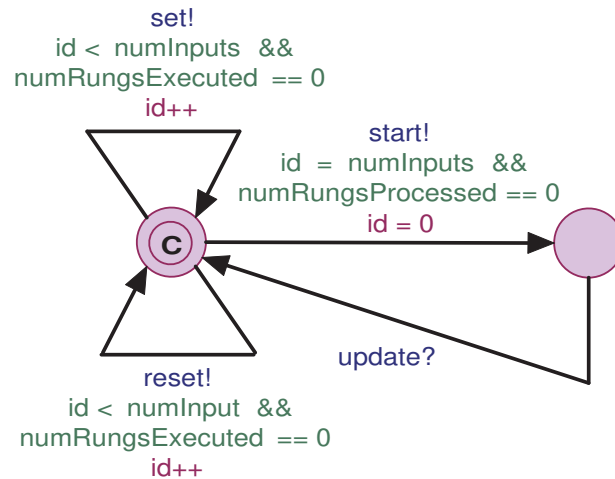 set!
id < numInputs &&
numRungsExecuted == 0
id++
start!
id = numInputs &&
numRungsProcessed == 0
id = 0
C
update?
reset!
id < numInput &&
numRungsExecuted == 0
id++